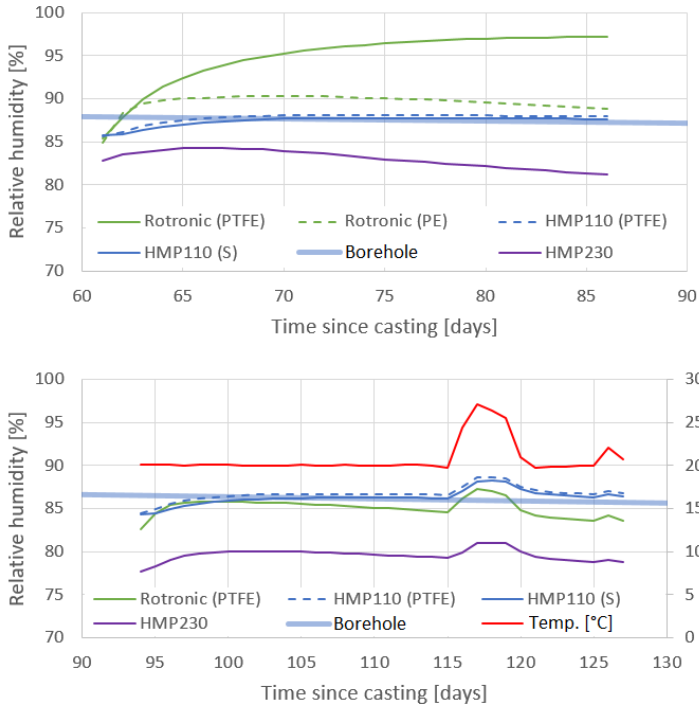 100
95
90
85
80
75
70
Relative humidity [%]
Rotronic (PTFE) Rotronic (PE) HMP110 (PTFE)
HMP110 (S) Borehole HMP230
60 65 70 75 80 85 90
Time since casting [days]
100 30
95 25
90 20
85 15
80 10
75 5
70 0
Relative humidity [%]
Rotronic (PTFE) HMP110 (PTFE) HMP110 (S)
HMP230 Borehole Temp. [°C]
90 95 100 105 110 115 120 125 130
Time since casting [days]